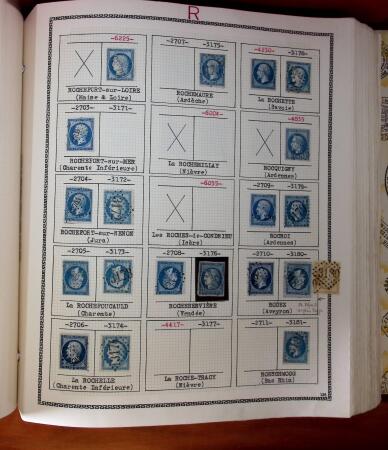 R
-6225-
ROCHEFORT-sur-LOIRE
(Maine & Loire)
-2707- -3175-
ROCHEMAURE
(Ardèche)
-4230- -3178-
La ROCHETTE
(Savoie)
-2703- -3171-
ROCHEFORT-sur-MER
(Charente Inférieure)
-6004-
La ROCHEMILLAY
(Nièvre)
-4855
ROCQUIGNY
(Ardennes)
-2704- -3172-
ROCHEFORT-sur-NENON
(Jura)
-6055-
Les ROCHES-de-CONDRIEU
(Isère)
-2709- -3179-
ROCROI
(Ardennes)
-2705- -3173-
La ROCHEFOUCAULD
(Charente)
-2708- -3176-
ROCHESERVIÈRE
(Vendée)
-2710- -3180-
RODEZ
(Aveyron)
-2706- -3174-
La ROCHELLE
(Charente Inférieure)
-4417- -3177-
La ROCHE-TRACY
(Nièvre)
-2711- -3181-
ROESCHWOOG
(Bas Rhin)